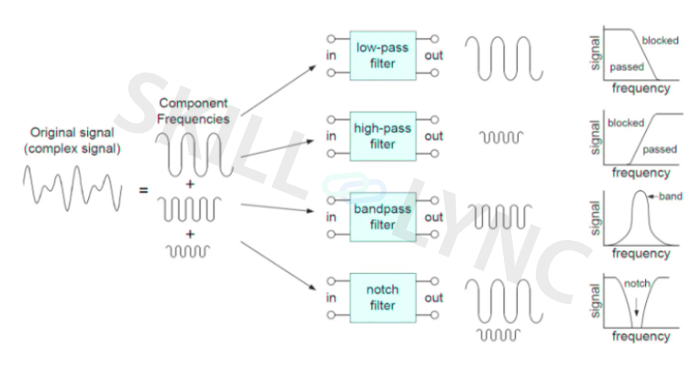 Original signal
(complex signal)
=
Component
Frequencies
+
+
in
low-pass
filter
out
signal
blocked
passed
frequency
in
high-pass
filter
out
signal
blocked
passed
frequency
in
bandpass
filter
out
signal
band
frequency
in
notch
filter
out
signal
notch
frequency
SKILL
LYNC